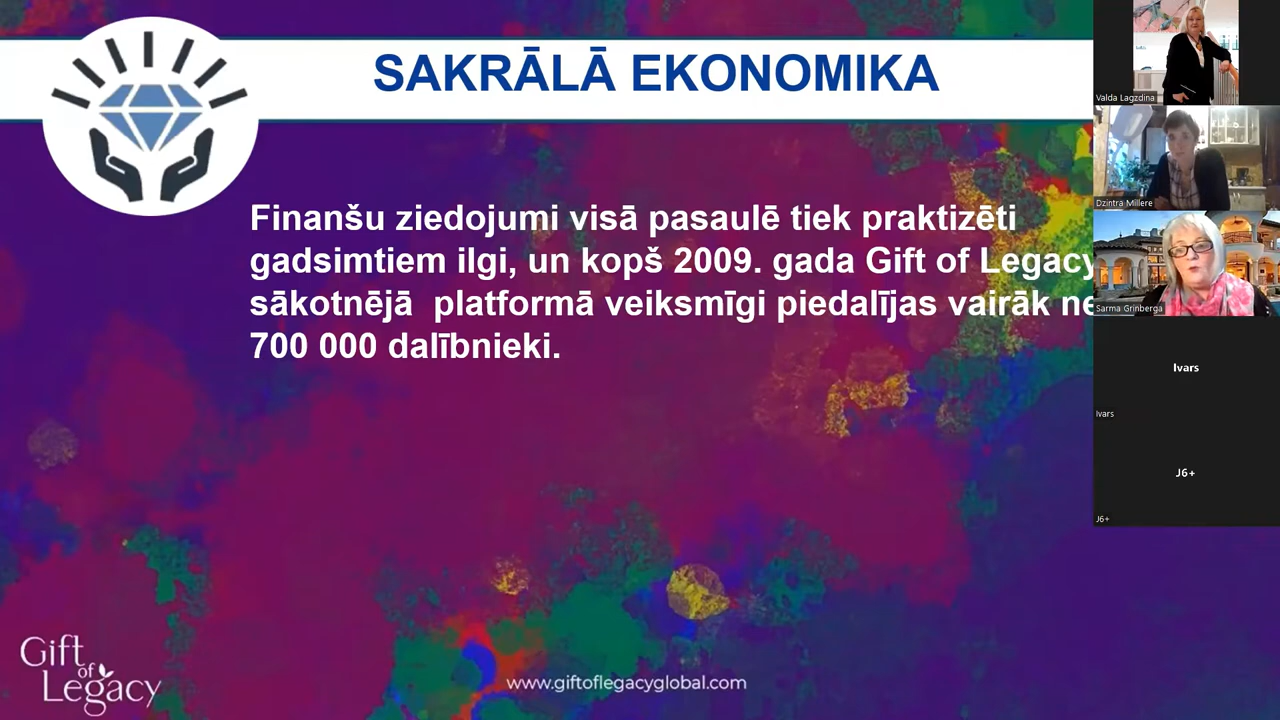 SAKRĀLĀ EKONOMIKA
Finanšu ziedojumi visā pasaulē tiek praktizēti
gadsimtiem ilgi, un kopš 2009. gada Gift of Legacy
sākotnējā platformā veiksmīgi piedalījas vairāk ne
700 000 dalībnieki.
Gift
of
Legacy
www.giftoflegacyglobal.com
Valda Lagzdina
Dzintra Millere
Sarma Grinberga
Ivars
Ivars
J6+
J6+